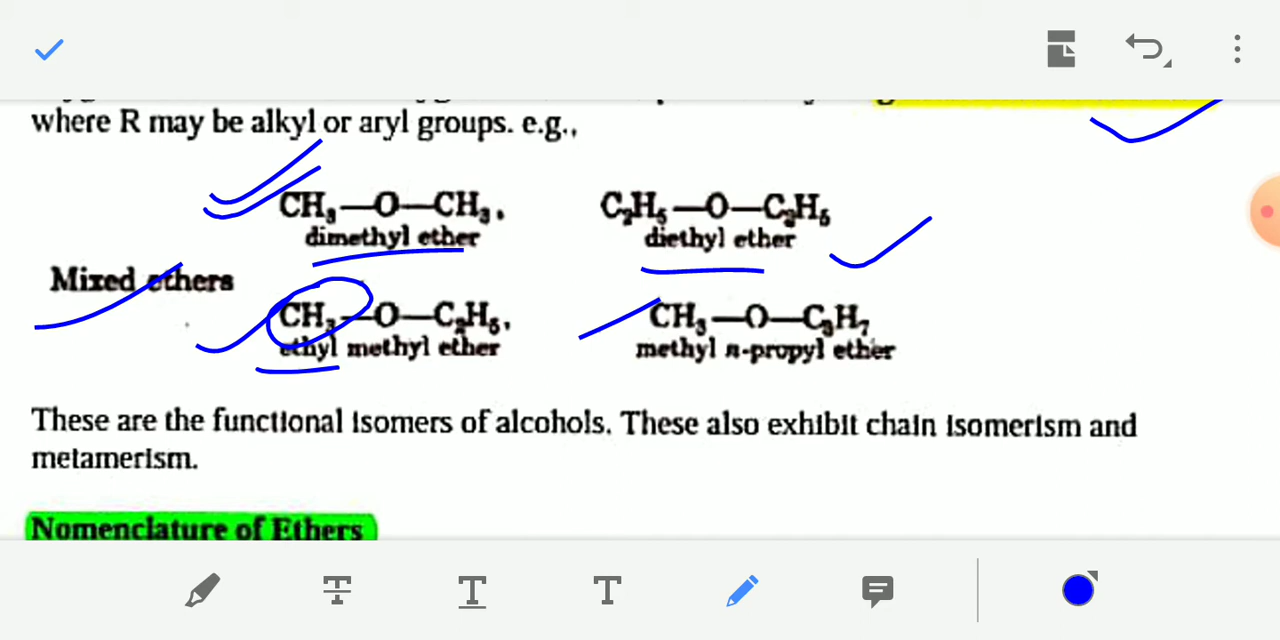 where R may be alkyl or aryl groups. e.g.,
CH₃—O—CH₃, C₂H₅—O—C₂H₅
dimethyl ether diethyl ether
Mixed ethers
CH₃—O—C₂H₅, CH₃—O—C₃H₇
ethyl methyl ether methyl n-propyl ether
These are the functional isomers of alcohols. These also exhibit chain isomerism and
metamerism.
Nomenclature of Ethers
T T T